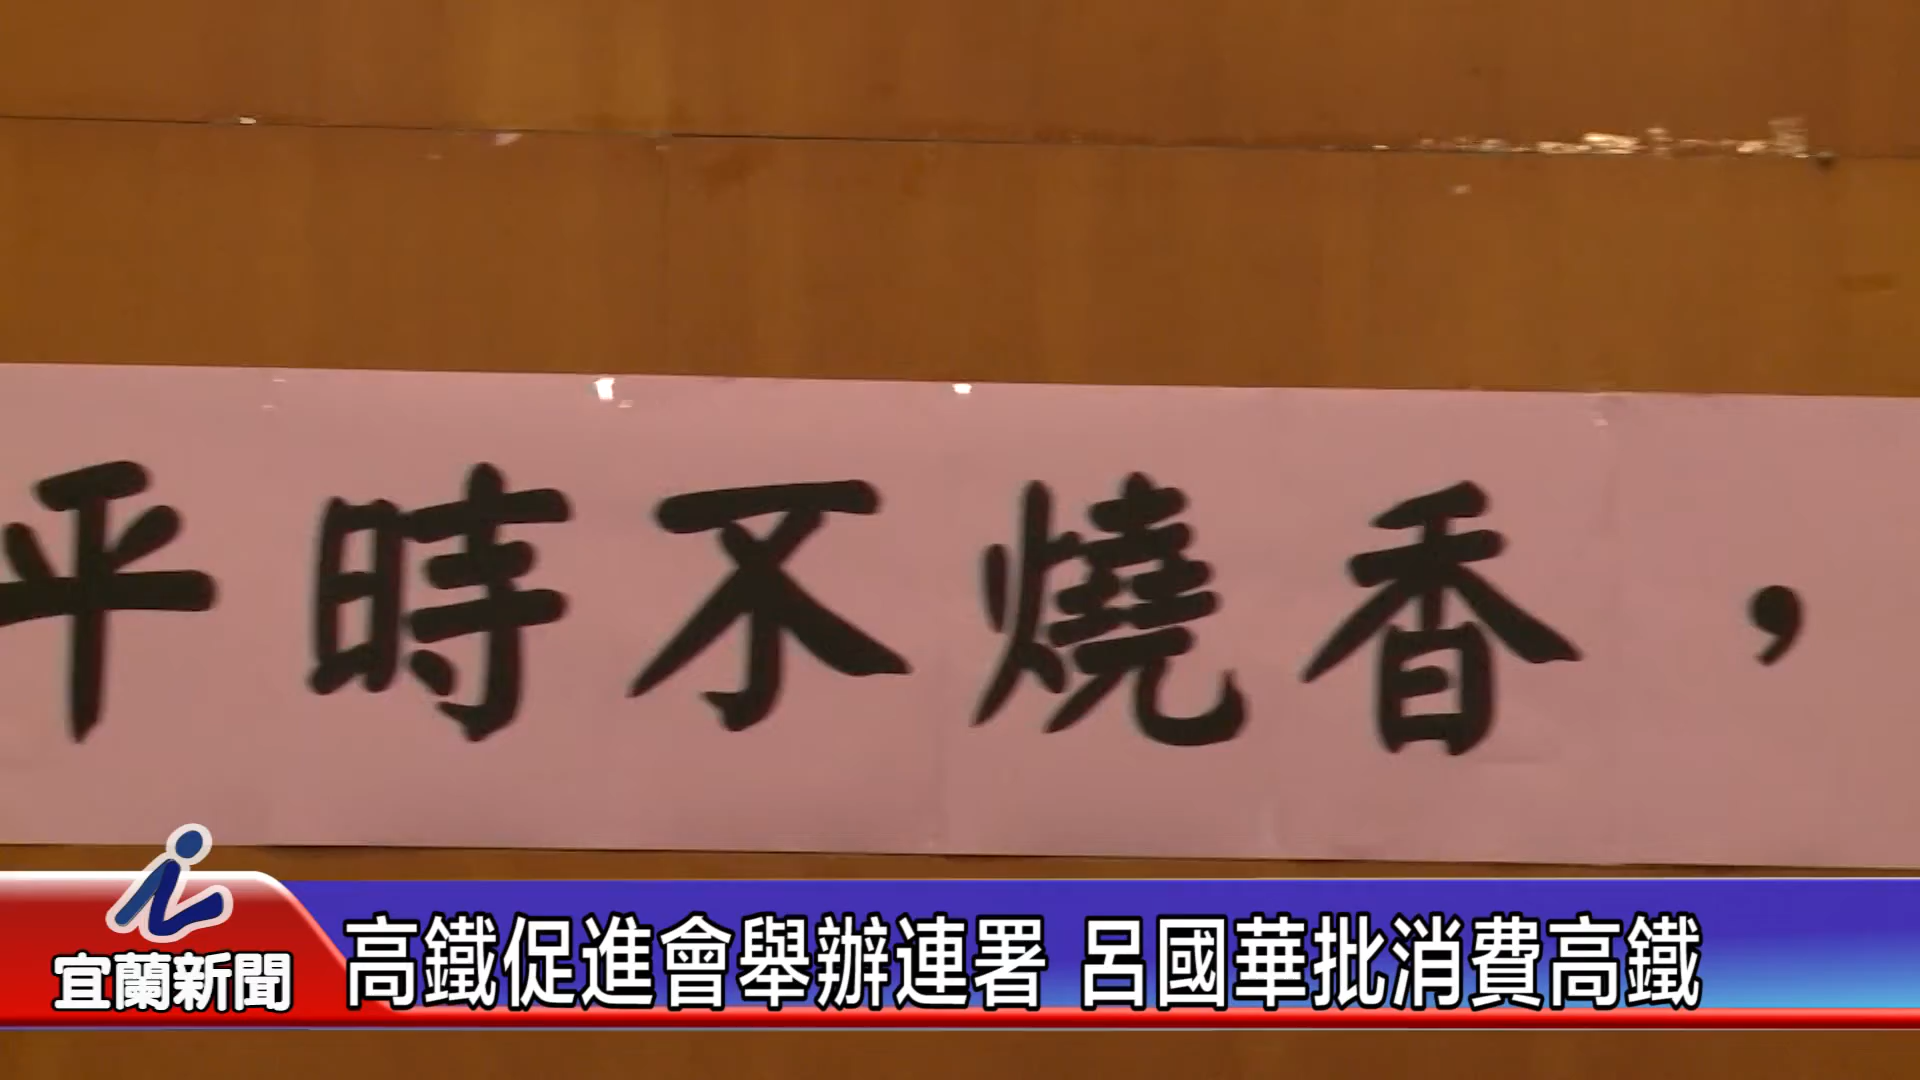 平時不燒香，
宜蘭新聞
高鐵促進會舉辦連署 呂國華批消費高鐵